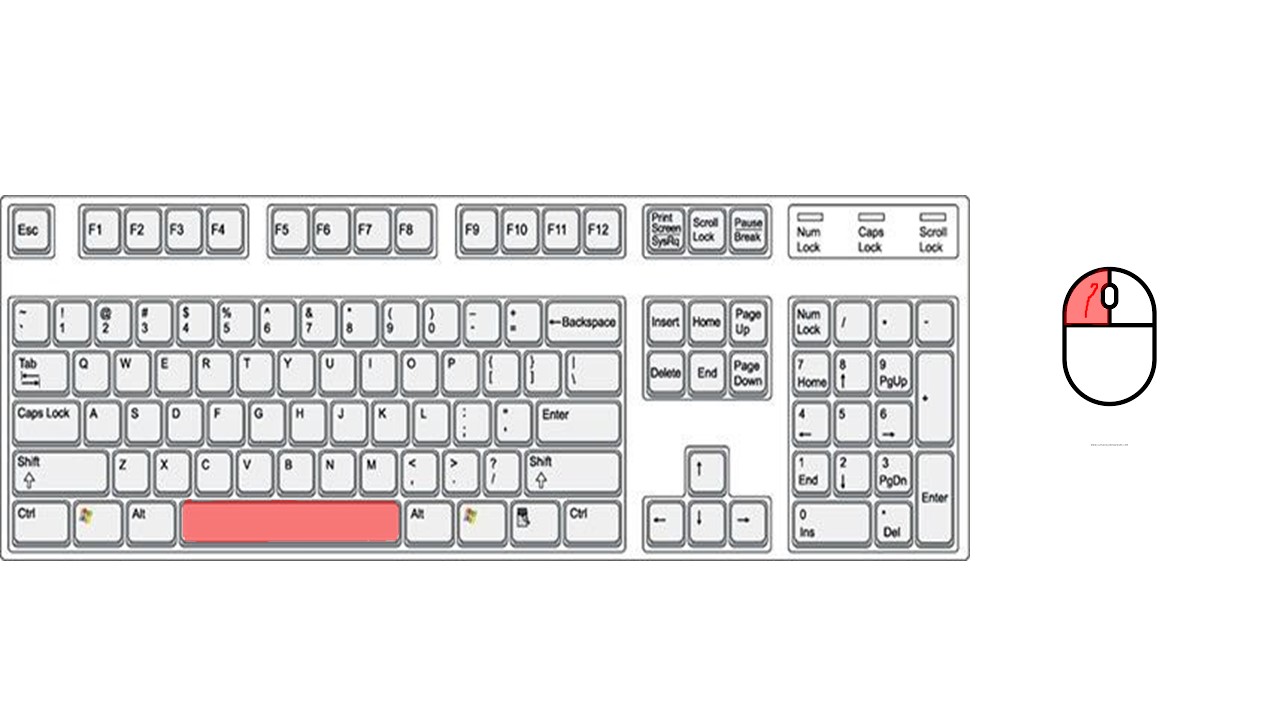 Esc F1 F2 F3 F4 F5 F6 F7 F8 F9 F10 F11 F12 Print Screen SysRq Scroll Lock Pause Break Num Lock Caps Lock Scroll Lock
~ ` ! 1 @ 2 # 3 $ 4 % 5 ^ 6 & 7 * 8 ( 9 ) 0 - - + = ←Backspace Insert Home Page Up Num Lock / * -
Tab Q W E R T Y U I O P { [ } ] | \ Delete End Page Down 7 Home 8 ↑ 9 PgUp +
Caps Lock A S D F G H J K L : ; " ' Enter 4 ← 5 6 →
Shift Z X C V B N M < , > . ? / Shift ↑ 1 End 2 ↓ 3 PgDn Enter
Ctrl Alt Alt Ctrl ← ↓ → 0 Ins • Del